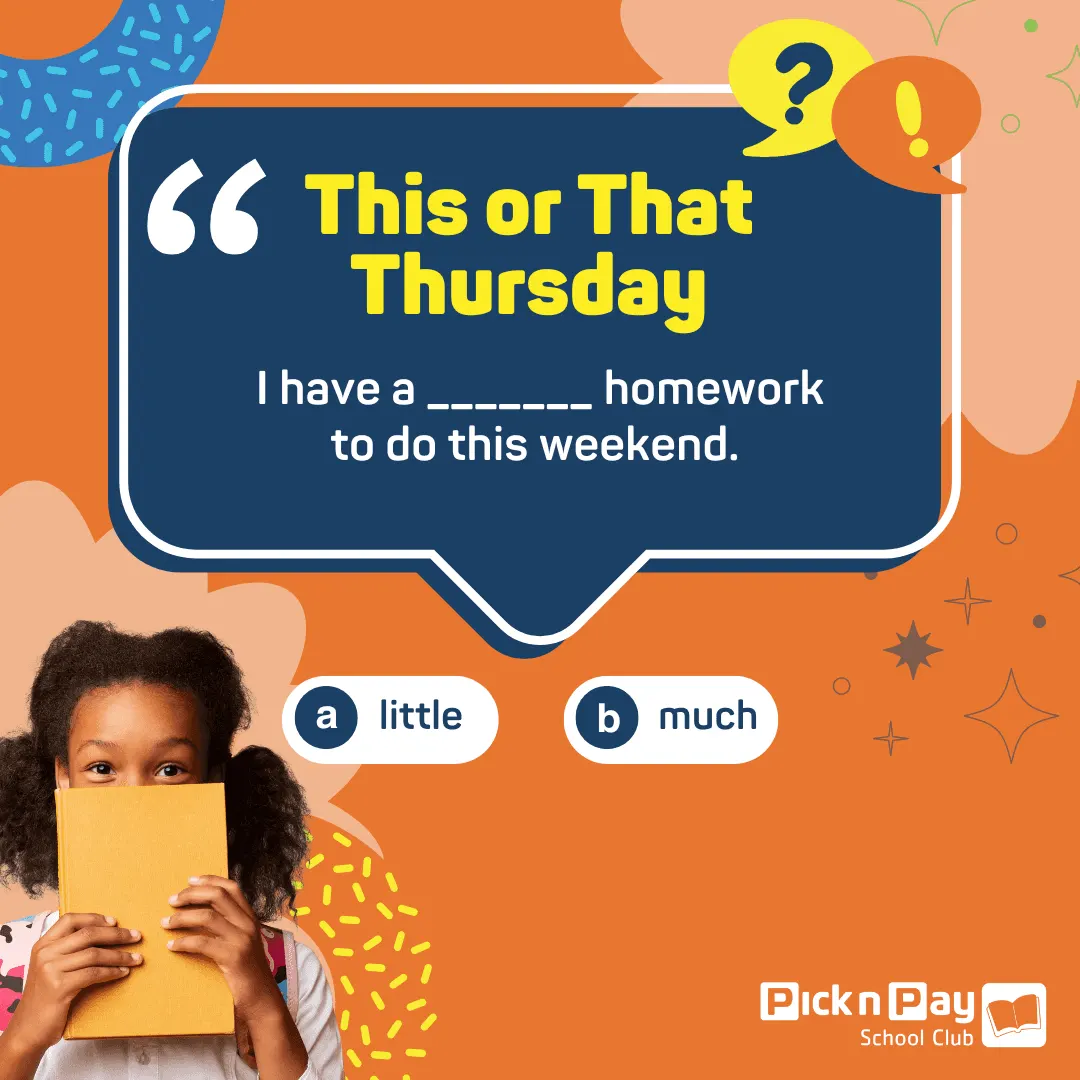 ? !
“ This or That
Thursday
I have a _______ homework
to do this weekend.
a little
b much
Pick n Pay
School Club